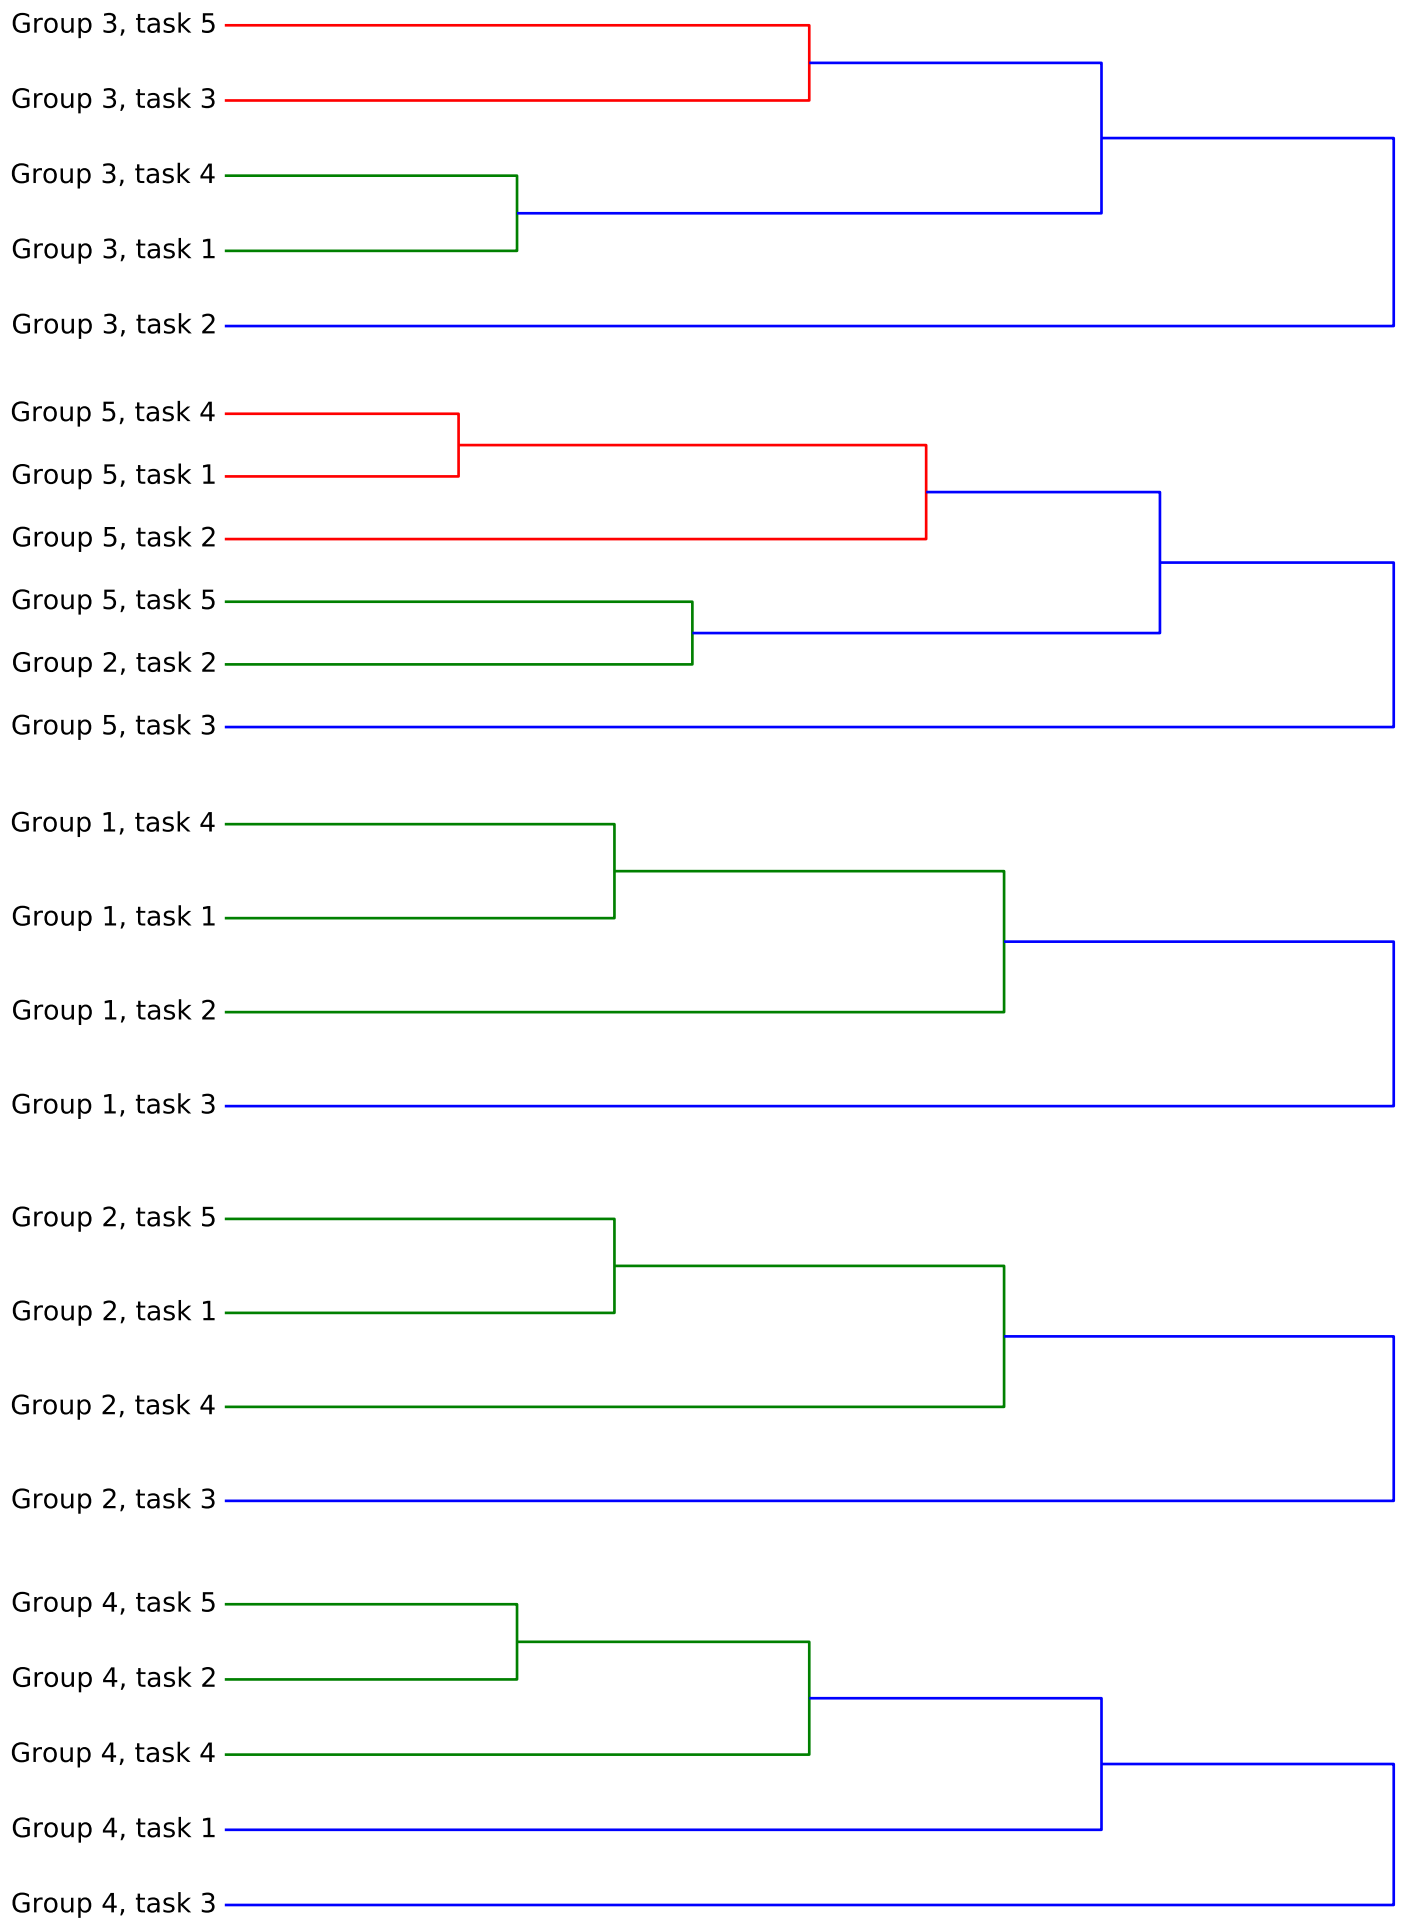 Group 3, task 5
Group 3, task 3
Group 3, task 4
Group 3, task 1
Group 3, task 2
Group 5, task 4
Group 5, task 1
Group 5, task 2
Group 5, task 5
Group 2, task 2
Group 5, task 3
Group 1, task 4
Group 1, task 1
Group 1, task 2
Group 1, task 3
Group 2, task 5
Group 2, task 1
Group 2, task 4
Group 2, task 3
Group 4, task 5
Group 4, task 2
Group 4, task 4
Group 4, task 1
Group 4, task 3